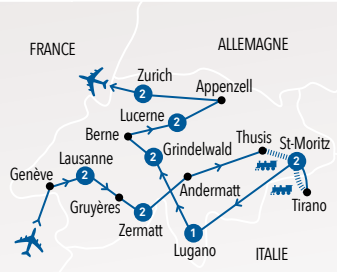 FRANCE
ALLEMAGNE
Zurich
2
Appenzell
Lucerne
2
Berne
Grindelwald
2
Thusis
St-Moritz
2
Lausanne
2
Genève
Andermatt
Tirano
Gruyères
2
Zermatt
1
Lugano
ITALIE